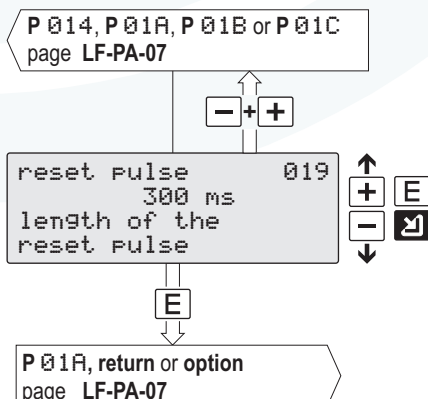 P 014, P 01A, P 01B or P 01C
page LF-PA-07
- + +
reset pulse 019
300 ms
length of the
reset pulse
+ E
-
E
P 01A, return or option
page LF-PA-07